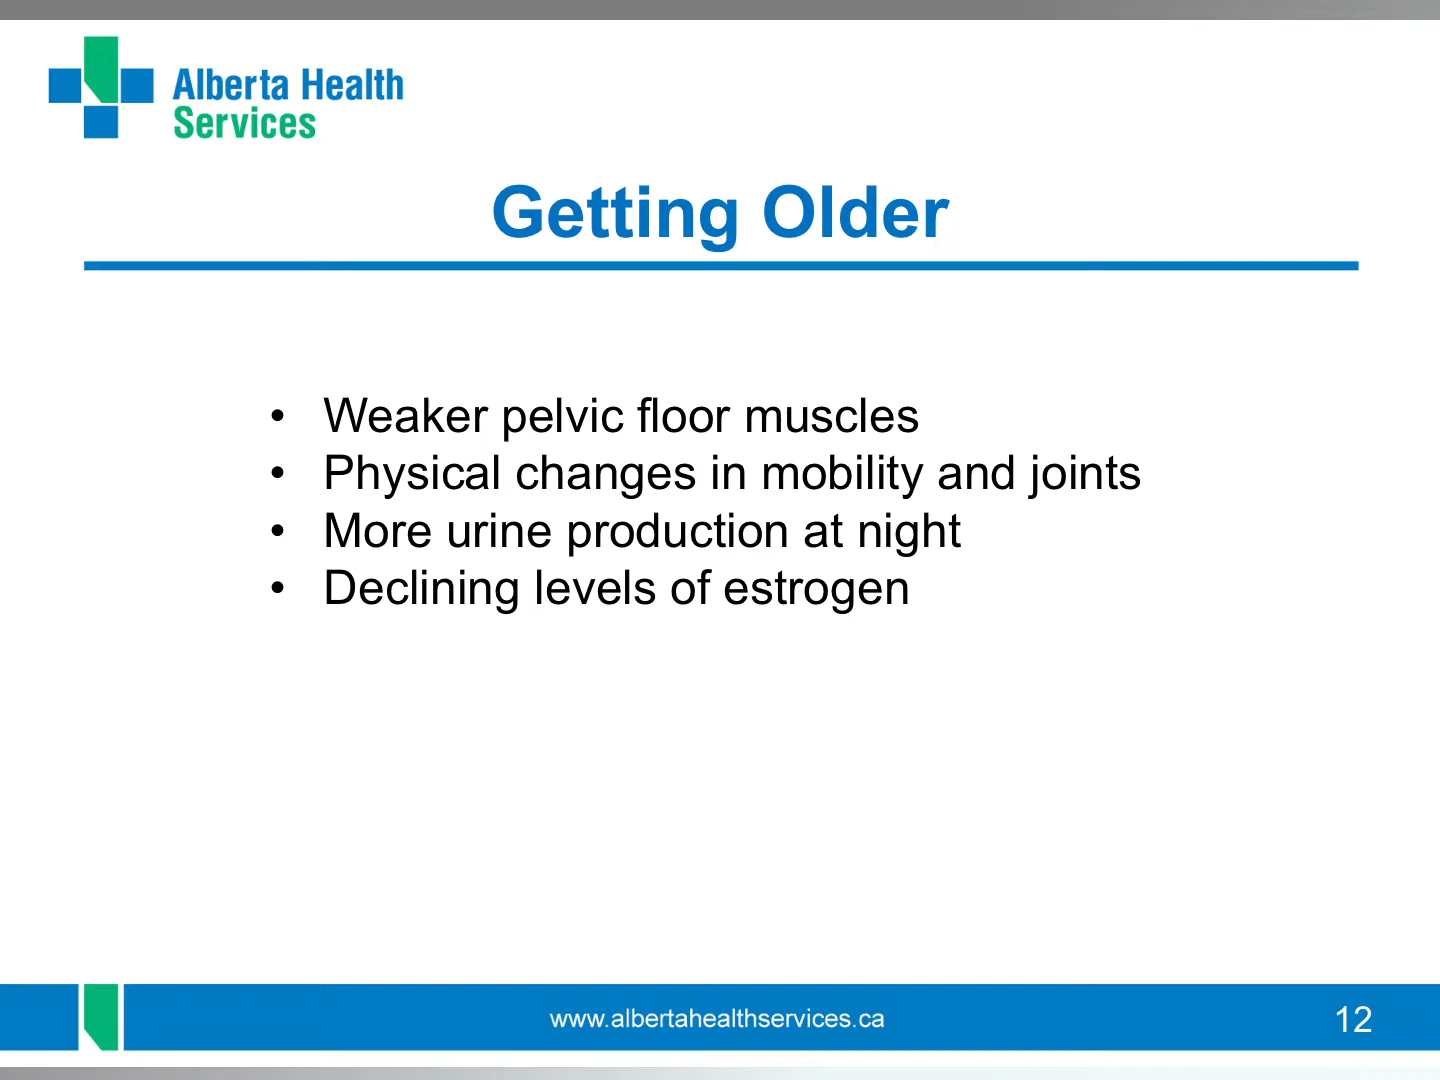 Alberta Health
Services
Getting Older
• Weaker pelvic floor muscles
• Physical changes in mobility and joints
• More urine production at night
• Declining levels of estrogen
www.albertahealthservices.ca
12